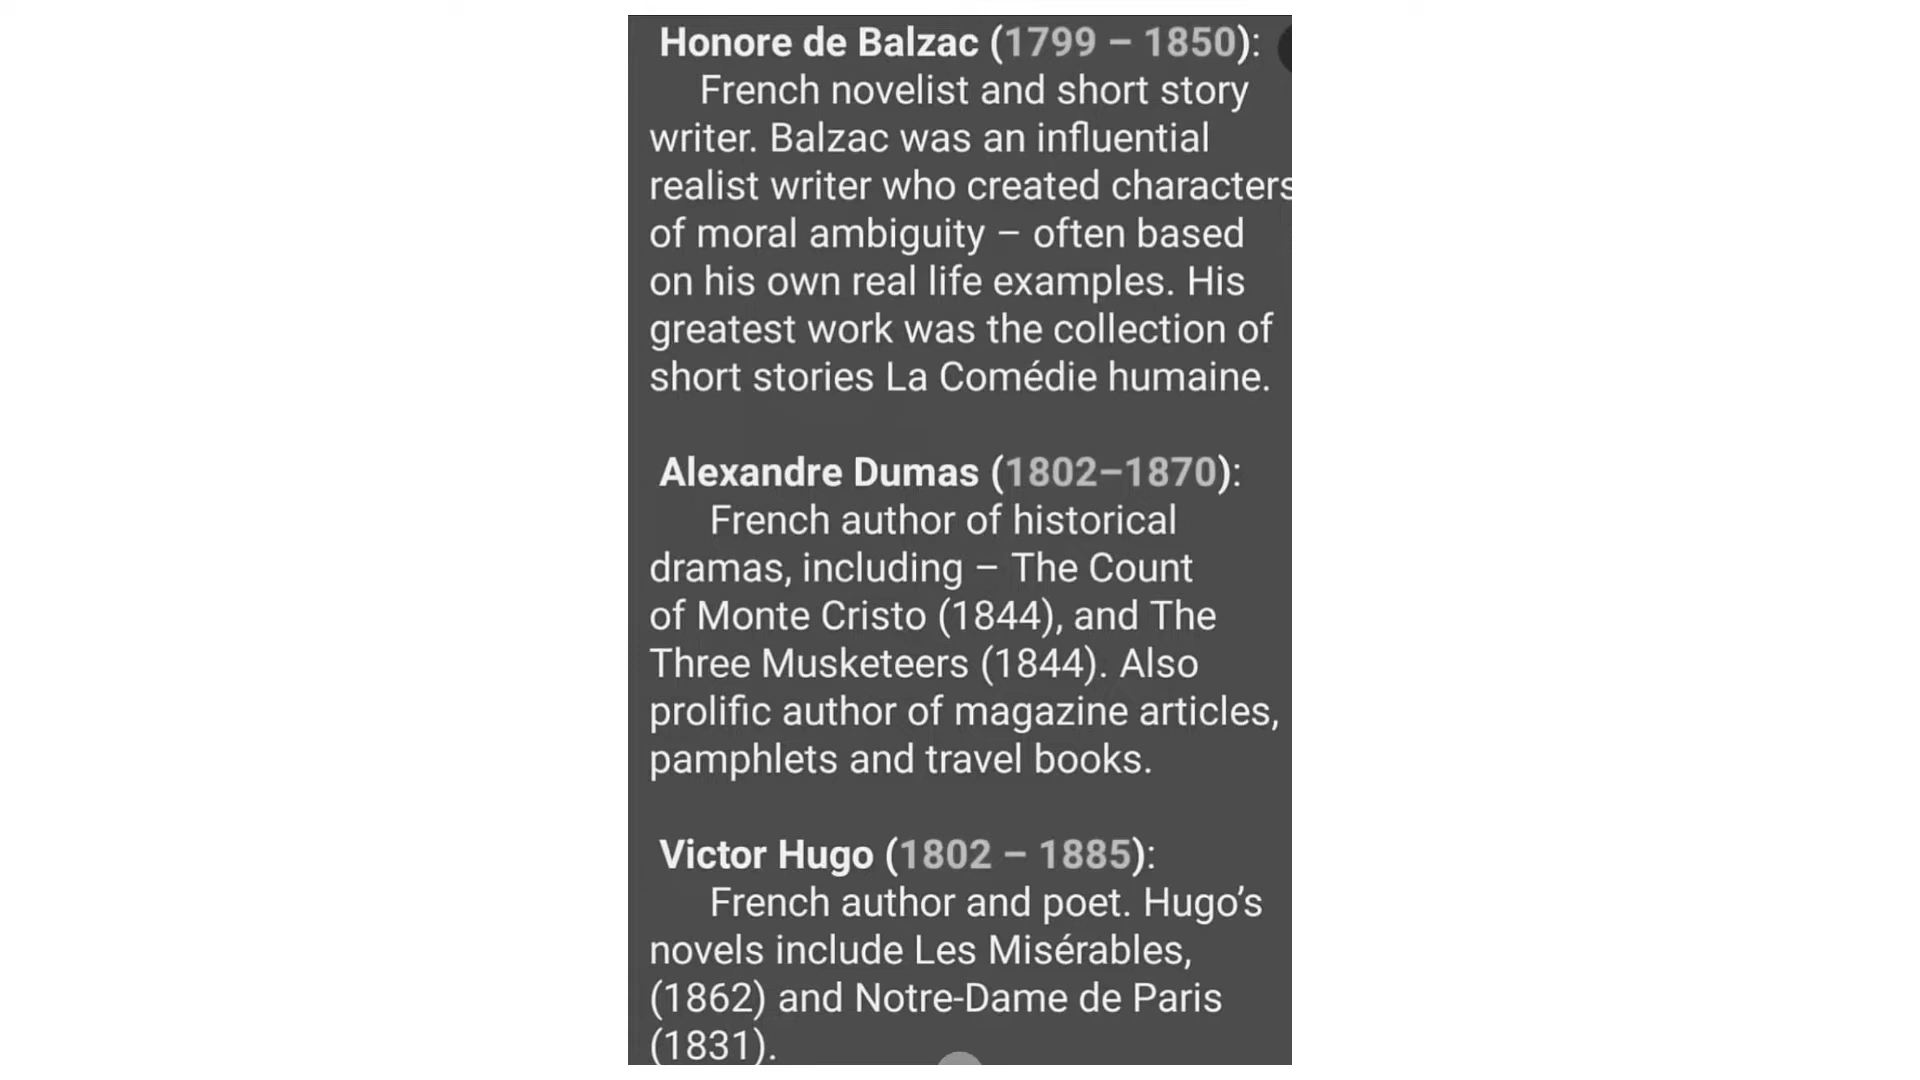 Honore de Balzac (1799 – 1850):
French novelist and short story
writer. Balzac was an influential
realist writer who created characters
of moral ambiguity – often based
on his own real life examples. His
greatest work was the collection of
short stories La Comédie humaine.
Alexandre Dumas (1802–1870):
French author of historical
dramas, including – The Count
of Monte Cristo (1844), and The
Three Musketeers (1844). Also
prolific author of magazine articles,
pamphlets and travel books.
Victor Hugo (1802 – 1885):
French author and poet. Hugo’s
novels include Les Misérables,
(1862) and Notre-Dame de Paris
(1831).